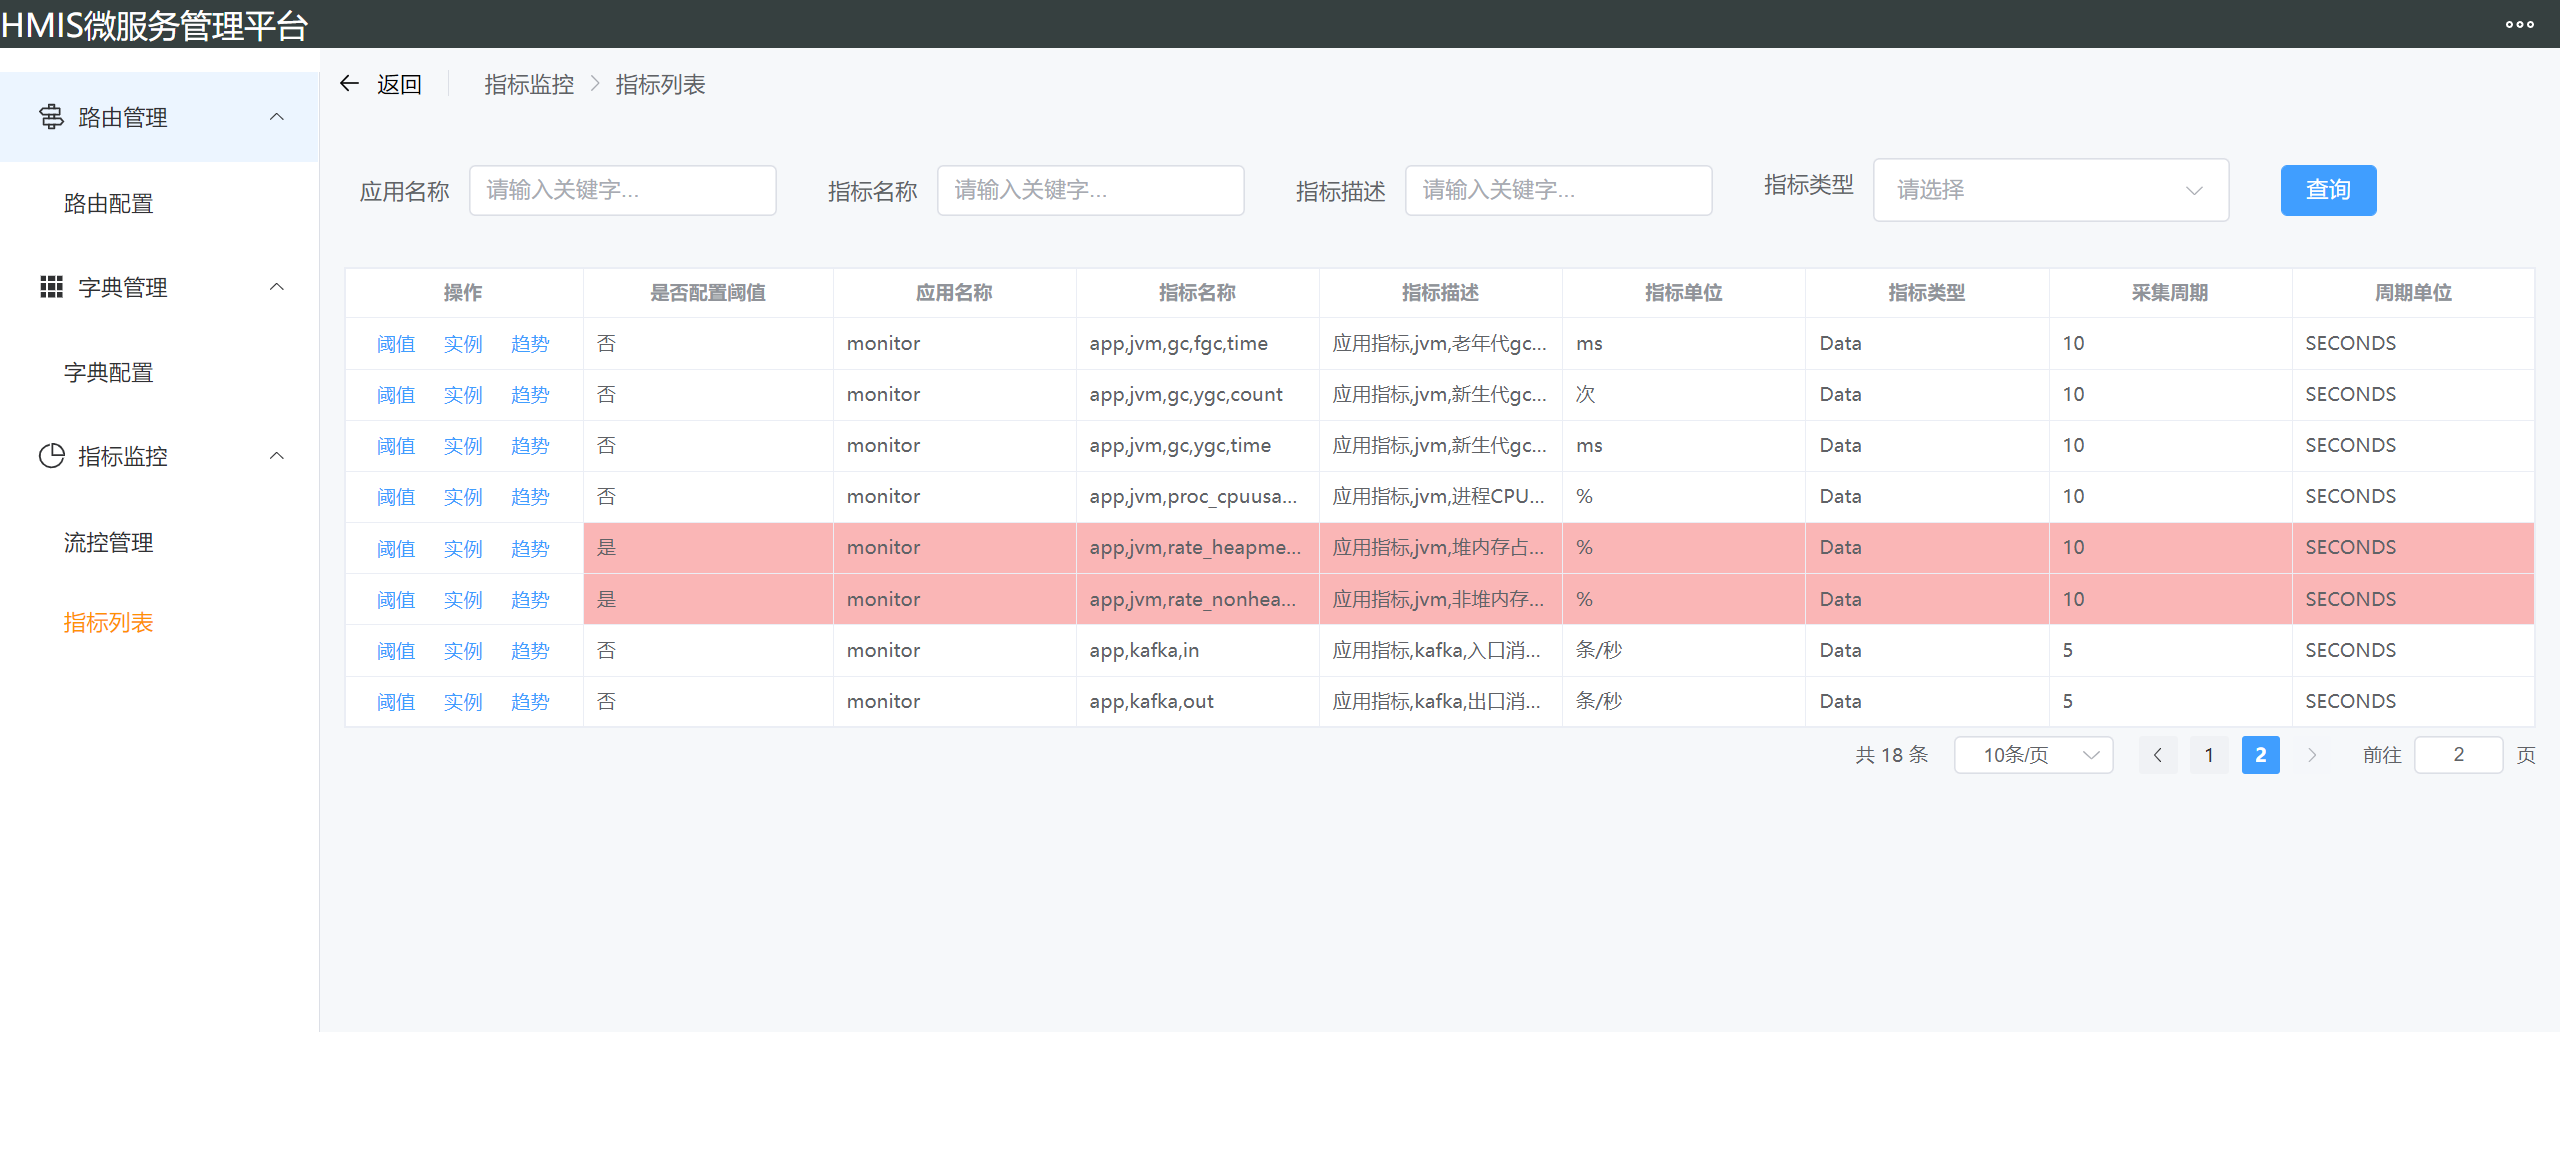 HMIS微服务管理平台
路由管理
路由配置
字典管理
字典配置
指标监控
流控管理
指标列表
返回 指标监控 指标列表
应用名称 请输入关键字... 指标名称 请输入关键字... 指标描述 请输入关键字... 指标类型 请选择 查询
操作 是否配置阈值 应用名称 指标名称 指标描述 指标单位 指标类型 采集周期 周期单位
阈值 实例 趋势 否 monitor app,jvm,gc,fgc,time 应用指标,jvm,老年代gc... ms Data 10 SECONDS
阈值 实例 趋势 否 monitor app,jvm,gc,ygc,count 应用指标,jvm,新生代gc... 次 Data 10 SECONDS
阈值 实例 趋势 否 monitor app,jvm,gc,ygc,time 应用指标,jvm,新生代gc... ms Data 10 SECONDS
阈值 实例 趋势 否 monitor app,jvm,proc_cpuusa... 应用指标,jvm,进程CPU... % Data 10 SECONDS
阈值 实例 趋势 是 monitor app,jvm,rate_heapme... 应用指标,jvm,堆内存占... % Data 10 SECONDS
阈值 实例 趋势 是 monitor app,jvm,rate_nonhea... 应用指标,jvm,非堆内存... % Data 10 SECONDS
阈值 实例 趋势 否 monitor app,kafka,in 应用指标,kafka,入口消... 条/秒 Data 5 SECONDS
阈值 实例 趋势 否 monitor app,kafka,out 应用指标,kafka,出口消... 条/秒 Data 5 SECONDS
共 18 条 10条/页 1 2 前往 2 页